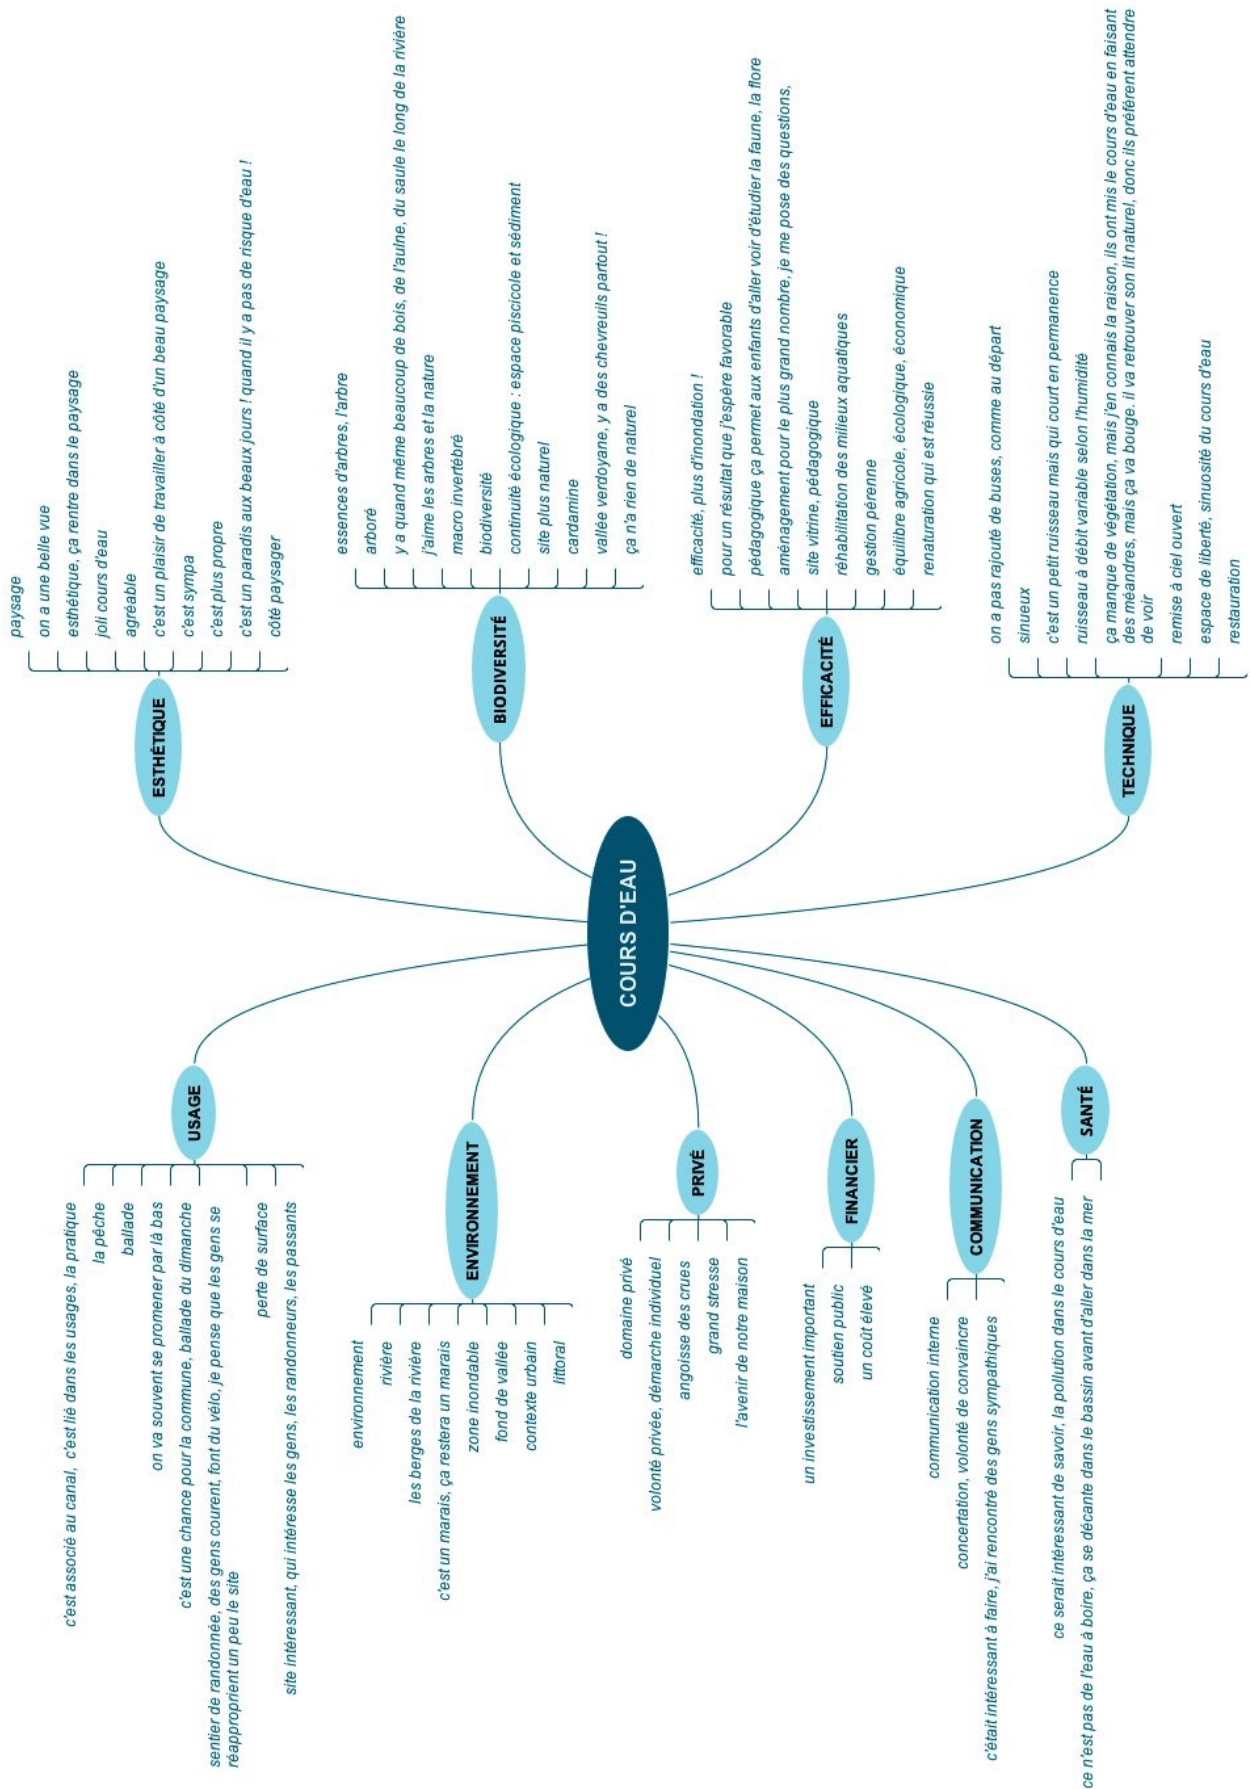 COURS D'EAU
USAGE
c'est associé au canal, c'est lié dans les usages, la pratique
la pêche
ballade
on va souvent se promener par là bas
c'est une chance pour la commune, ballade du dimanche
sentier de randonnée, des gens courent, font du vélo, je pense que les gens se
réapproprient un peu le site
perte de surface
site intéressant, qui intéresse les gens, les randonneurs, les passants
ENVIRONNEMENT
environnement
rivière
les berges de la rivière
c'est un marais, ça restera un marais
zone inondable
fond de vallée
contexte urbain
littoral
PRIVÉ
domaine privé
volonté privée, démarche individuel
angoisse des crues
grand stresse
l'avenir de notre maison
FINANCIER
un investissement important
soutien public
un coût élevé
COMMUNICATION
communication interne
concertation, volonté de convaincre
c'était intéressant à faire, j'ai rencontré des gens sympathiques
SANTÉ
ce serait intéressant de savoir, la pollution dans le cours d'eau
ce n'est pas de l'eau à boire, ça se décante dans le bassin avant d'aller dans la mer
ESTHÉTIQUE
paysage
on a une belle vue
esthétique, ça rentre dans le paysage
joli cours d'eau
agréable
c'est un plaisir de travailler à côté d'un beau paysage
c'est sympa
c'est plus propre
c'est un paradis aux beaux jours ! quand il y a pas de risque d'eau !
côté paysager
BIODIVERSITÉ
essences d'arbres, l'arbre
arboré
y a quand même beaucoup de bois, de l'aulne, du saule le long de la rivière
j'aime les arbres et la nature
macro invertébré
biodiversité
continuité écologique : espace piscicole et sédiment
site plus naturel
cardamine
vallée verdoyane, y a des chevreuils partout !
ça n'a rien de naturel
EFFICACITÉ
efficacité, plus d'inondation !
pour un résultat que j'espère favorable
pédagogique ça permet aux enfants d'aller voir d'étudier la faune, la flore
aménagement pour le plus grand nombre, je me pose des questions,
site vitrine, pédagogique
réhabilitation des milieux aquatiques
gestion pérenne
équilibre agricole, écologique, économique
renaturation qui est réussie
TECHNIQUE
on a pas rajouté de buses, comme au départ
sinueux
c'est un petit ruisseau mais qui court en permanence
ruisseau à débit variable selon l'humidité
ça manque de végétation, mais j'en connais la raison, ils ont mis le cours d'eau en faisant
des méandres, mais ça va bouge. il va retrouver son lit naturel, donc ils préfèrent attendre
de voir
remise à ciel ouvert
espace de liberté, sinuosité du cours d'eau
restauration